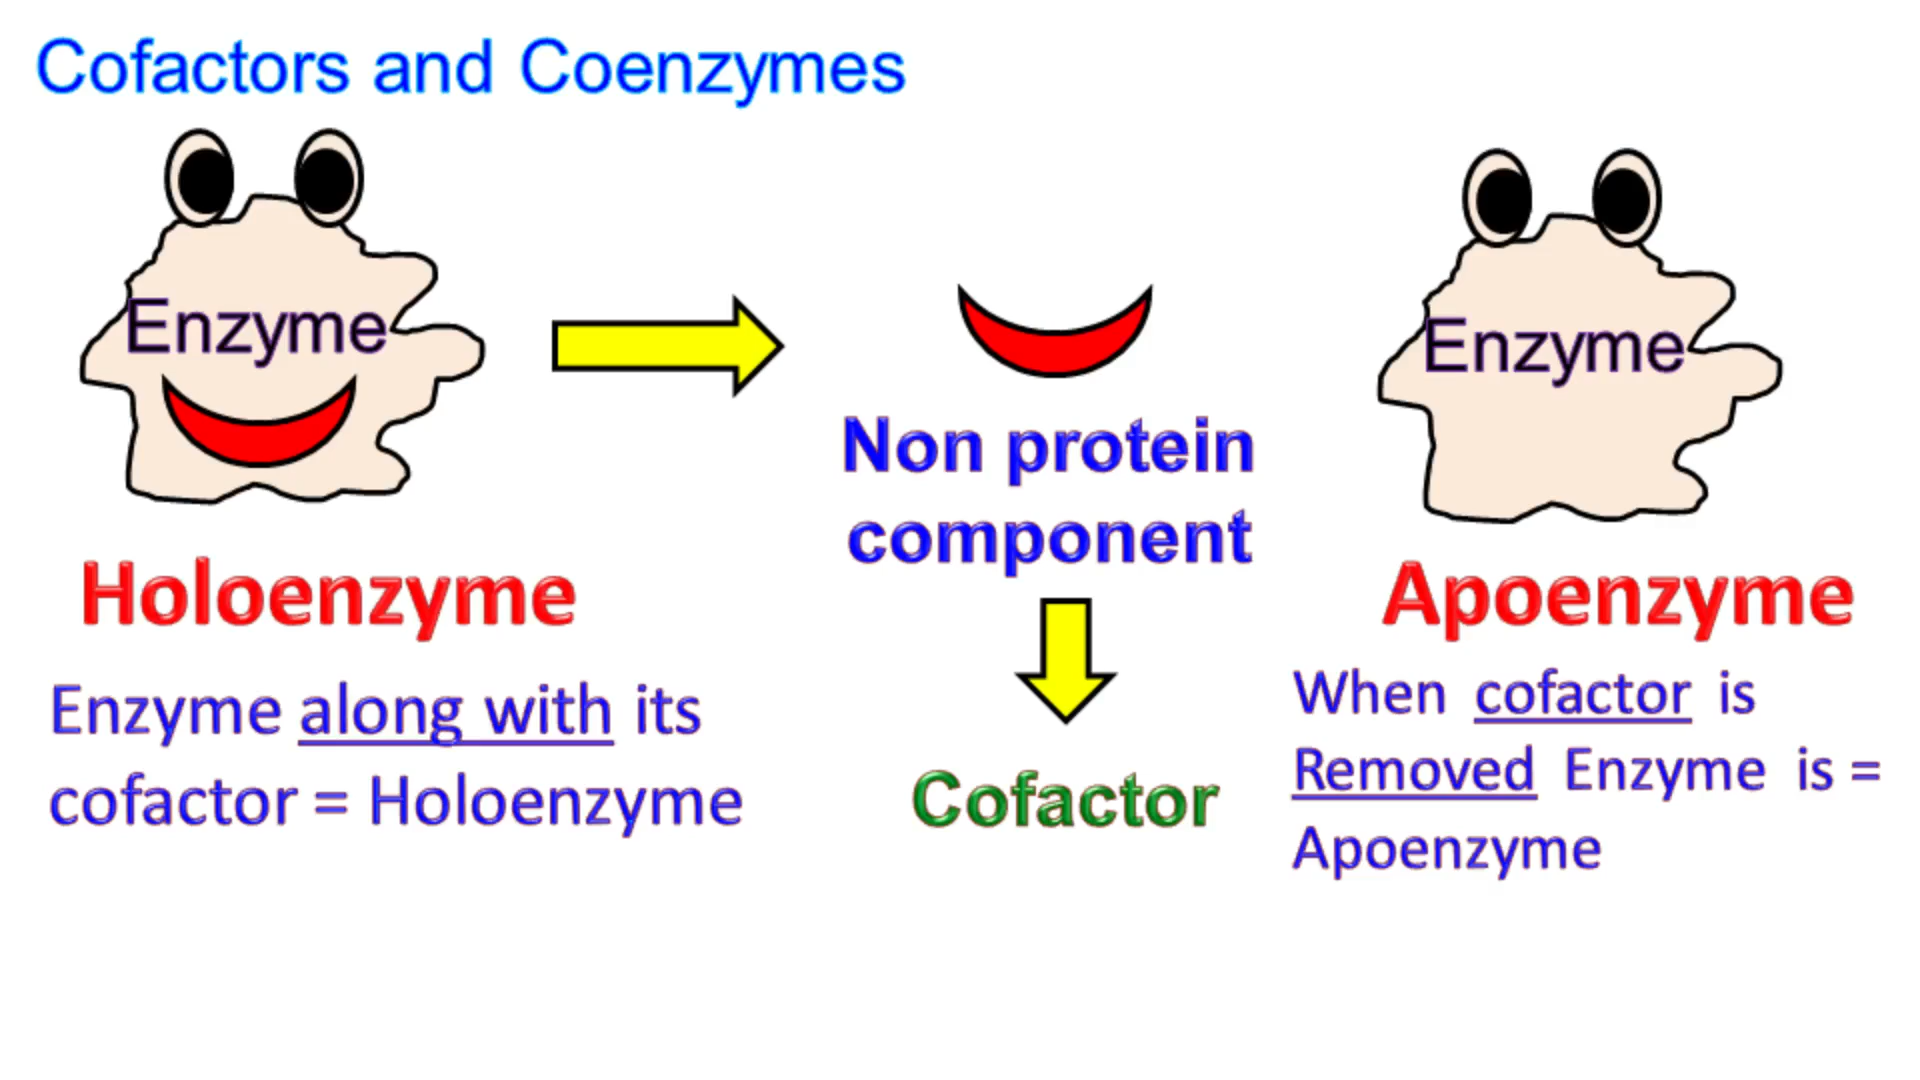 Cofactors and Coenzymes
Enzyme
Holoenzyme
Enzyme along with its
cofactor = Holoenzyme
Non protein
component
Cofactor
Enzyme
Apoenzyme
When cofactor is
Removed Enzyme is =
Apoenzyme